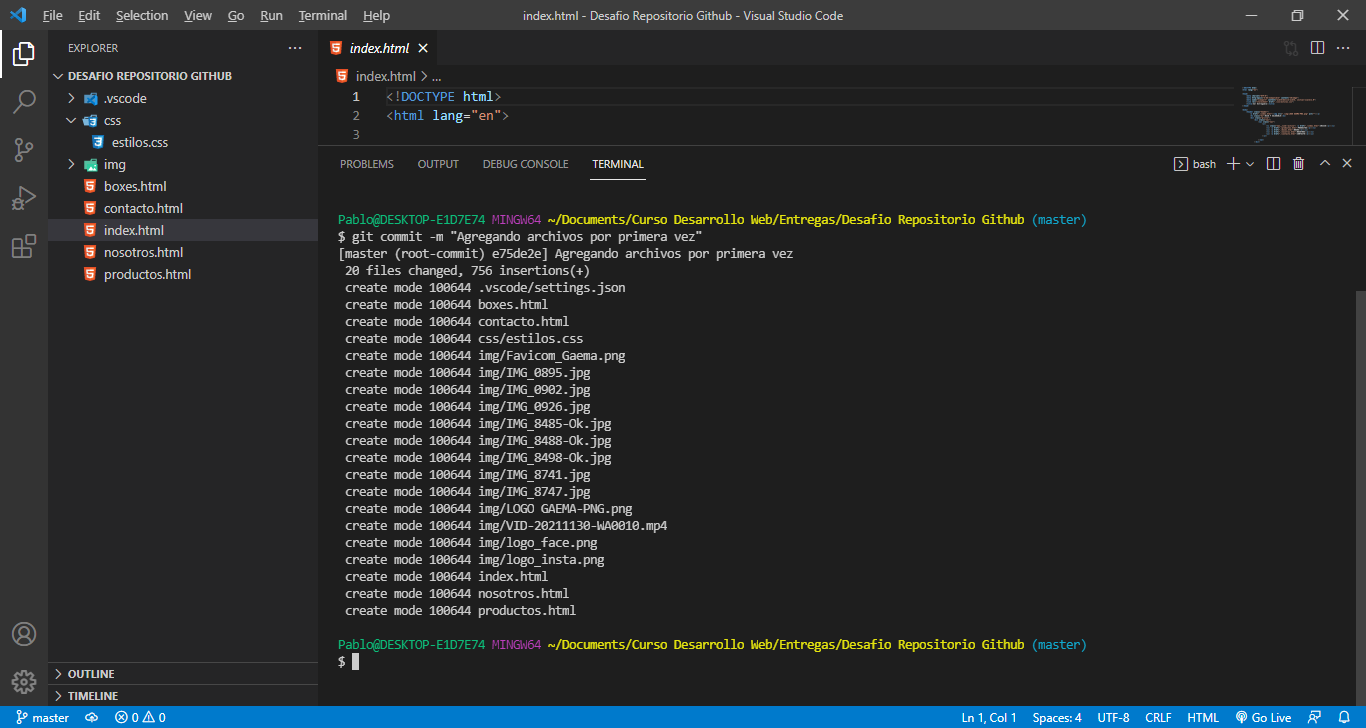 File Edit Selection View Go Run Terminal Help
index.html - Desafio Repositorio Github - Visual Studio Code
EXPLORER
DESAFIO REPOSITORIO GITHUB
.vscode
css
estilos.css
img
boxes.html
contacto.html
index.html
nosotros.html
productos.html
OUTLINE
TIMELINE
index.html
index.html > ...
1 <!DOCTYPE html>
2 <html lang="en">
3
PROBLEMS OUTPUT DEBUG CONSOLE TERMINAL
bash
Pablo@DESKTOP-E1D7E74 MINGW64 ~/Documents/Curso Desarrollo Web/Entregas/Desafio Repositorio Github (master)
$ git commit -m "Agregando archivos por primera vez"
[master (root-commit) e75de2e] Agregando archivos por primera vez
20 files changed, 756 insertions(+)
create mode 100644 .vscode/settings.json
create mode 100644 boxes.html
create mode 100644 contacto.html
create mode 100644 css/estilos.css
create mode 100644 img/Favicom_Gaema.png
create mode 100644 img/IMG_0895.jpg
create mode 100644 img/IMG_0902.jpg
create mode 100644 img/IMG_0926.jpg
create mode 100644 img/IMG_8485-Ok.jpg
create mode 100644 img/IMG_8488-Ok.jpg
create mode 100644 img/IMG_8498-Ok.jpg
create mode 100644 img/IMG_8741.jpg
create mode 100644 img/IMG_8747.jpg
create mode 100644 img/LOGO GAEMA-PNG.png
create mode 100644 img/VID-20211130-WA0010.mp4
create mode 100644 img/logo_face.png
create mode 100644 img/logo_insta.png
create mode 100644 index.html
create mode 100644 nosotros.html
create mode 100644 productos.html
Pablo@DESKTOP-E1D7E74 MINGW64 ~/Documents/Curso Desarrollo Web/Entregas/Desafio Repositorio Github (master)
$
master 0 0 Ln 1, Col 1 Spaces: 4 UTF-8 CRLF HTML Go Live